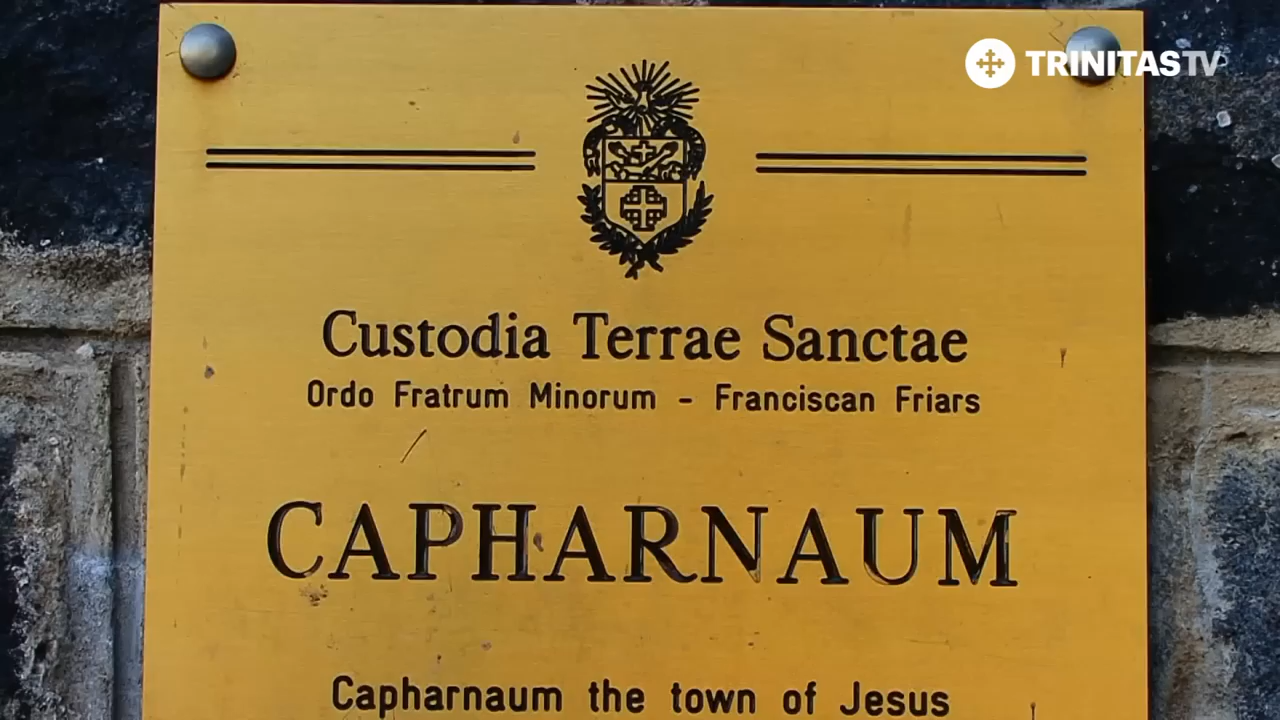 TRINITASTV
Custodia Terrae Sanctae
Ordo Fratrum Minorum - Franciscan Friars
CAPHARNAUM
Capharnaum the town of Jesus